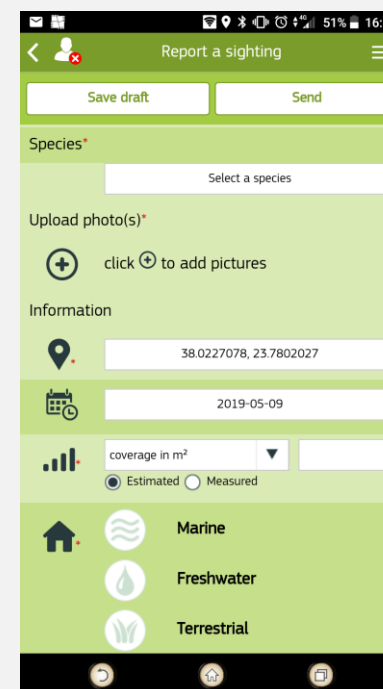 51% 16:
Report a sighting
Save draft
Send
Species*
Select a species
Upload photo(s)*
click to add pictures
Information
38.0227078, 23.7802027
2019-05-09
coverage in m²
Estimated Measured
Marine
Freshwater
Terrestrial